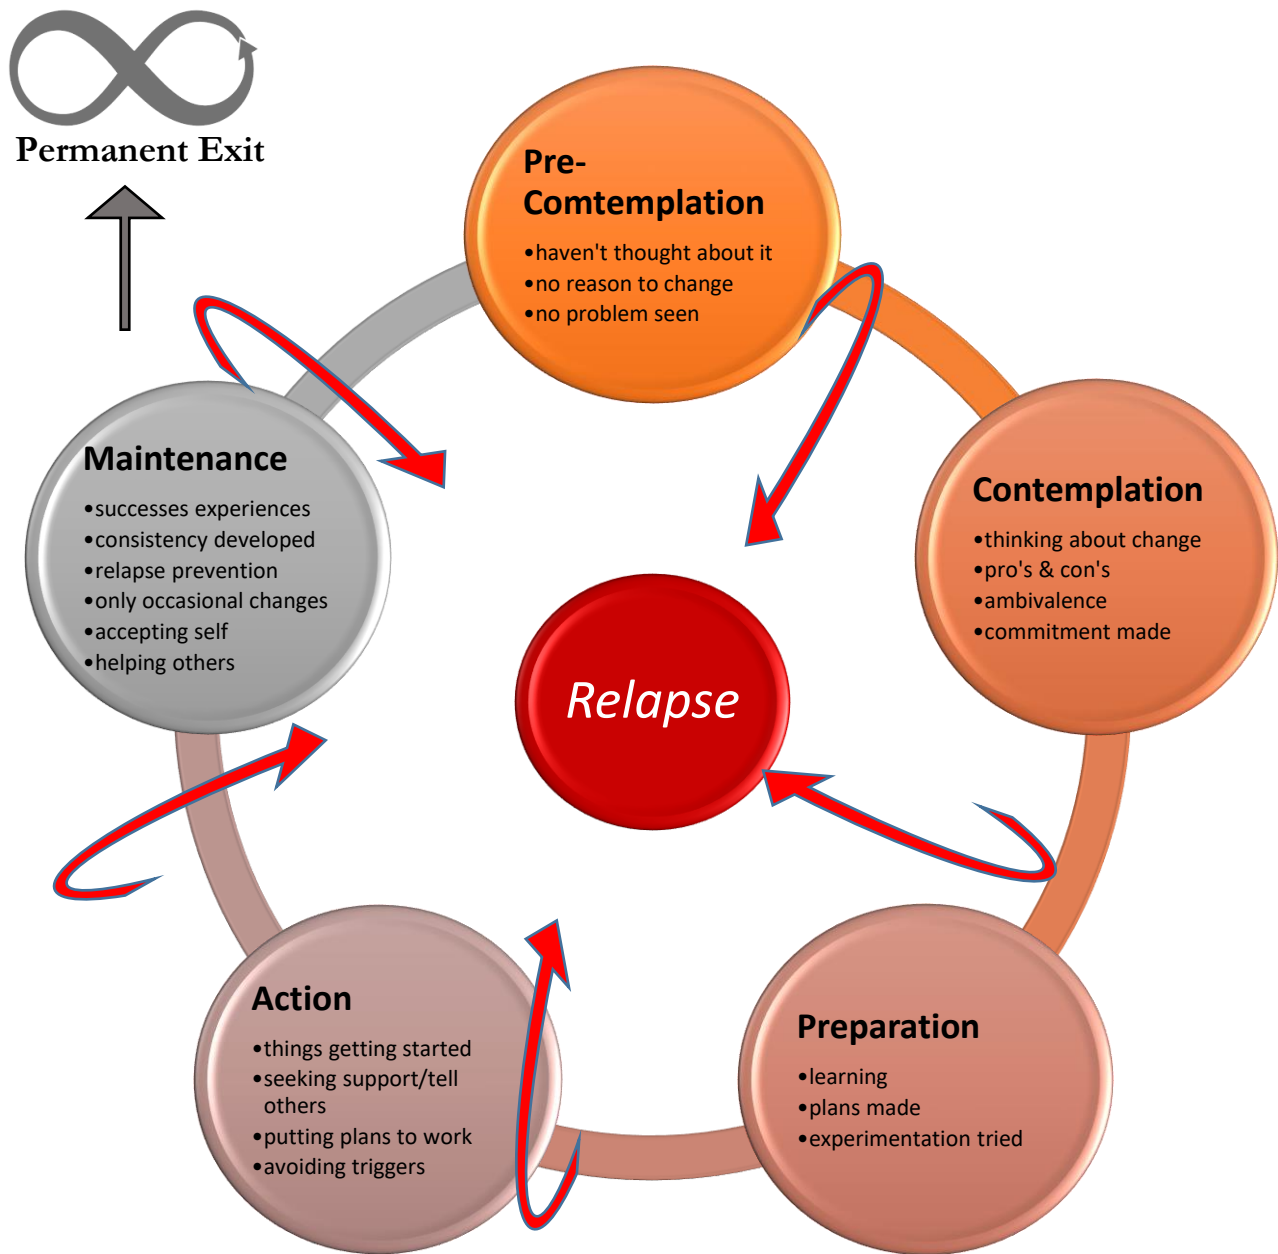 Permanent Exit
Pre-
Comtemplation
•haven't thought about it
•no reason to change
•no problem seen
Contemplation
•thinking about change
•pro's & con's
•ambivalence
•commitment made
Preparation
•learning
•plans made
•experimentation tried
Action
•things getting started
•seeking support/tell
others
•putting plans to work
•avoiding triggers
Maintenance
•successes experiences
•consistency developed
•relapse prevention
•only occasional changes
•accepting self
•helping others
Relapse